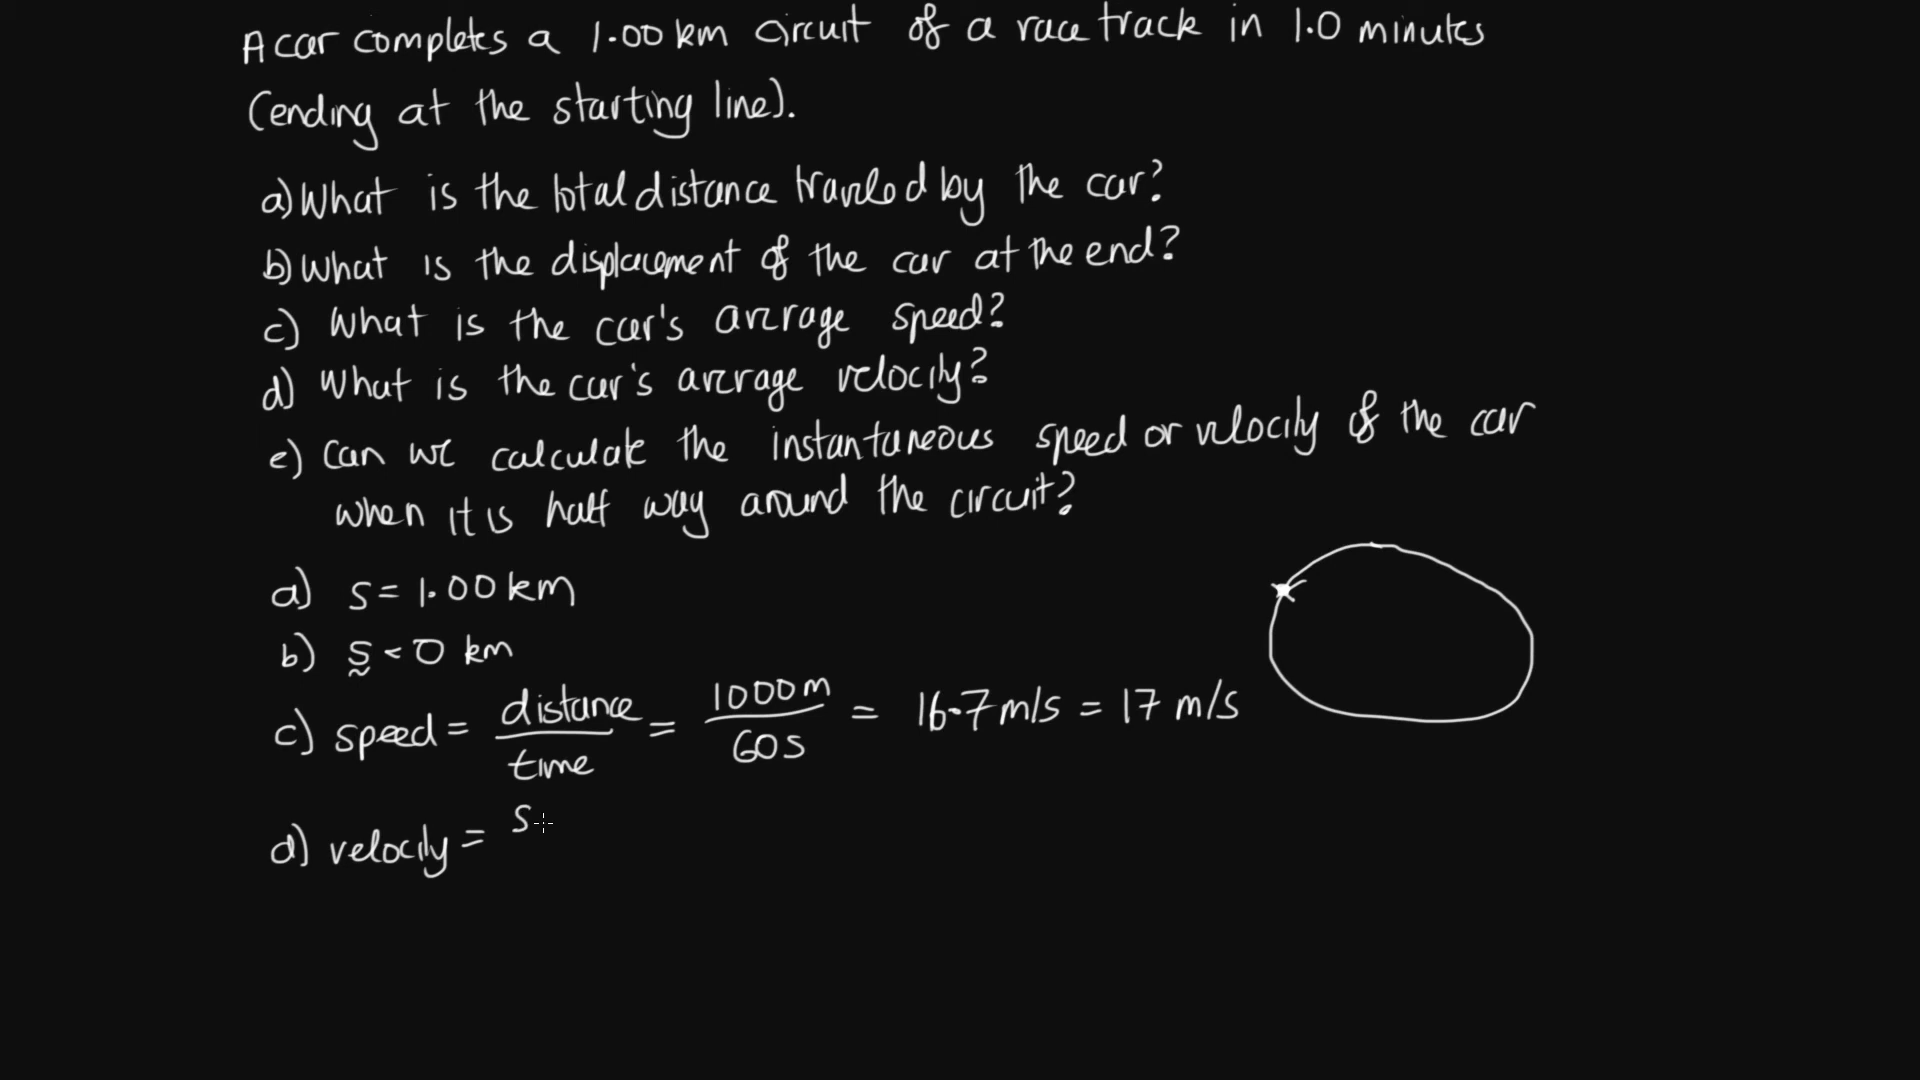 A car completes a 1.00 km circuit of a race track in 1.0 minutes
(ending at the starting line).
a) What is the total distance traveled by the car?
b) What is the displacement of the car at the end?
c) What is the car's average speed?
d) What is the car's average velocity?
e) Can we calculate the instantaneous speed or velocity of the car
when it is half way around the circuit?
a) s = 1.00 km
b) s̰ = 0 km
c) speed = distance/time = 1000 m/60 s = 16.7 m/s = 17 m/s
d) velocity = s